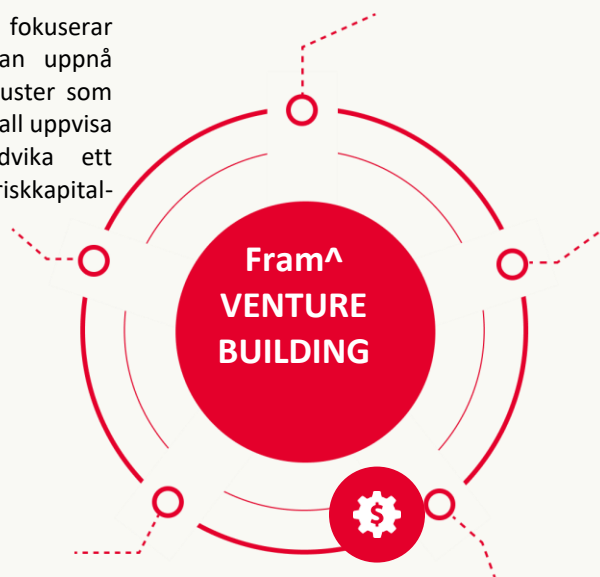 fokuserar
an uppnå
uster som
all uppvisa
dvika ett
riskkapital-
Fram^
VENTURE
BUILDING
$